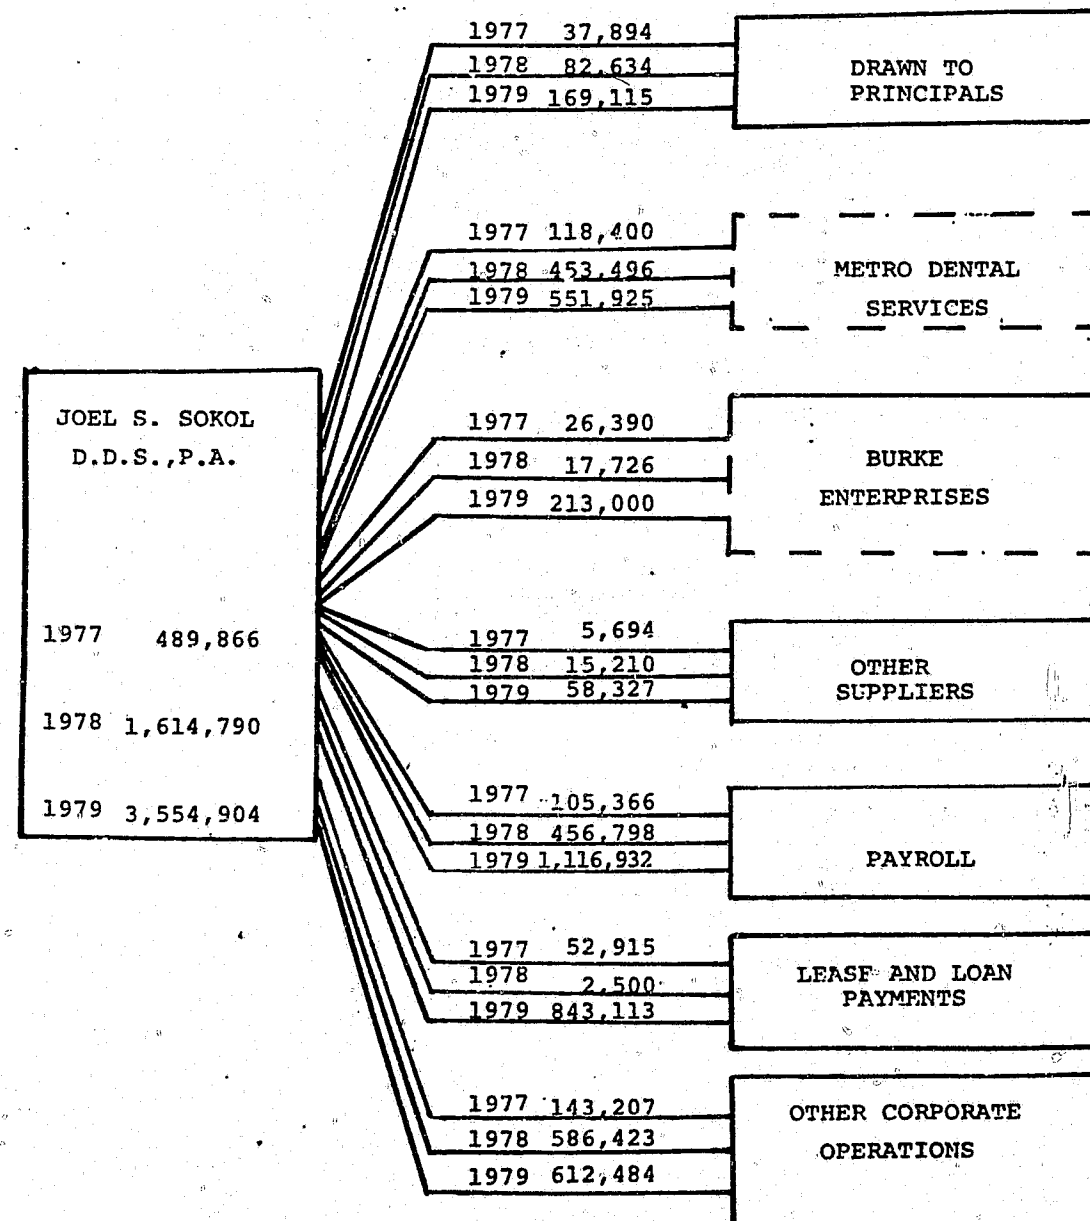 1977 37,894
1978 82,634
1979 169,115
DRAWN TO
PRINCIPALS
1977 118,400
1978 453,496
1979 551,925
METRO DENTAL
SERVICES
JOEL S. SOKOL
D.D.S.,P.A.
1977 489,866
1978 1,614,790
1979 3,554,904
1977 26,390
1978 17,726
1979 213,000
BURKE
ENTERPRISES
1977 5,694
1978 15,210
1979 58,327
OTHER
SUPPLIERS
1977 105,366
1978 456,798
1979 1,116,932
PAYROLL
1977 52,915
1978 2,500
1979 843,113
LEASE AND LOAN
PAYMENTS
1977 143,207
1978 586,423
1979 612,484
OTHER CORPORATE
OPERATIONS